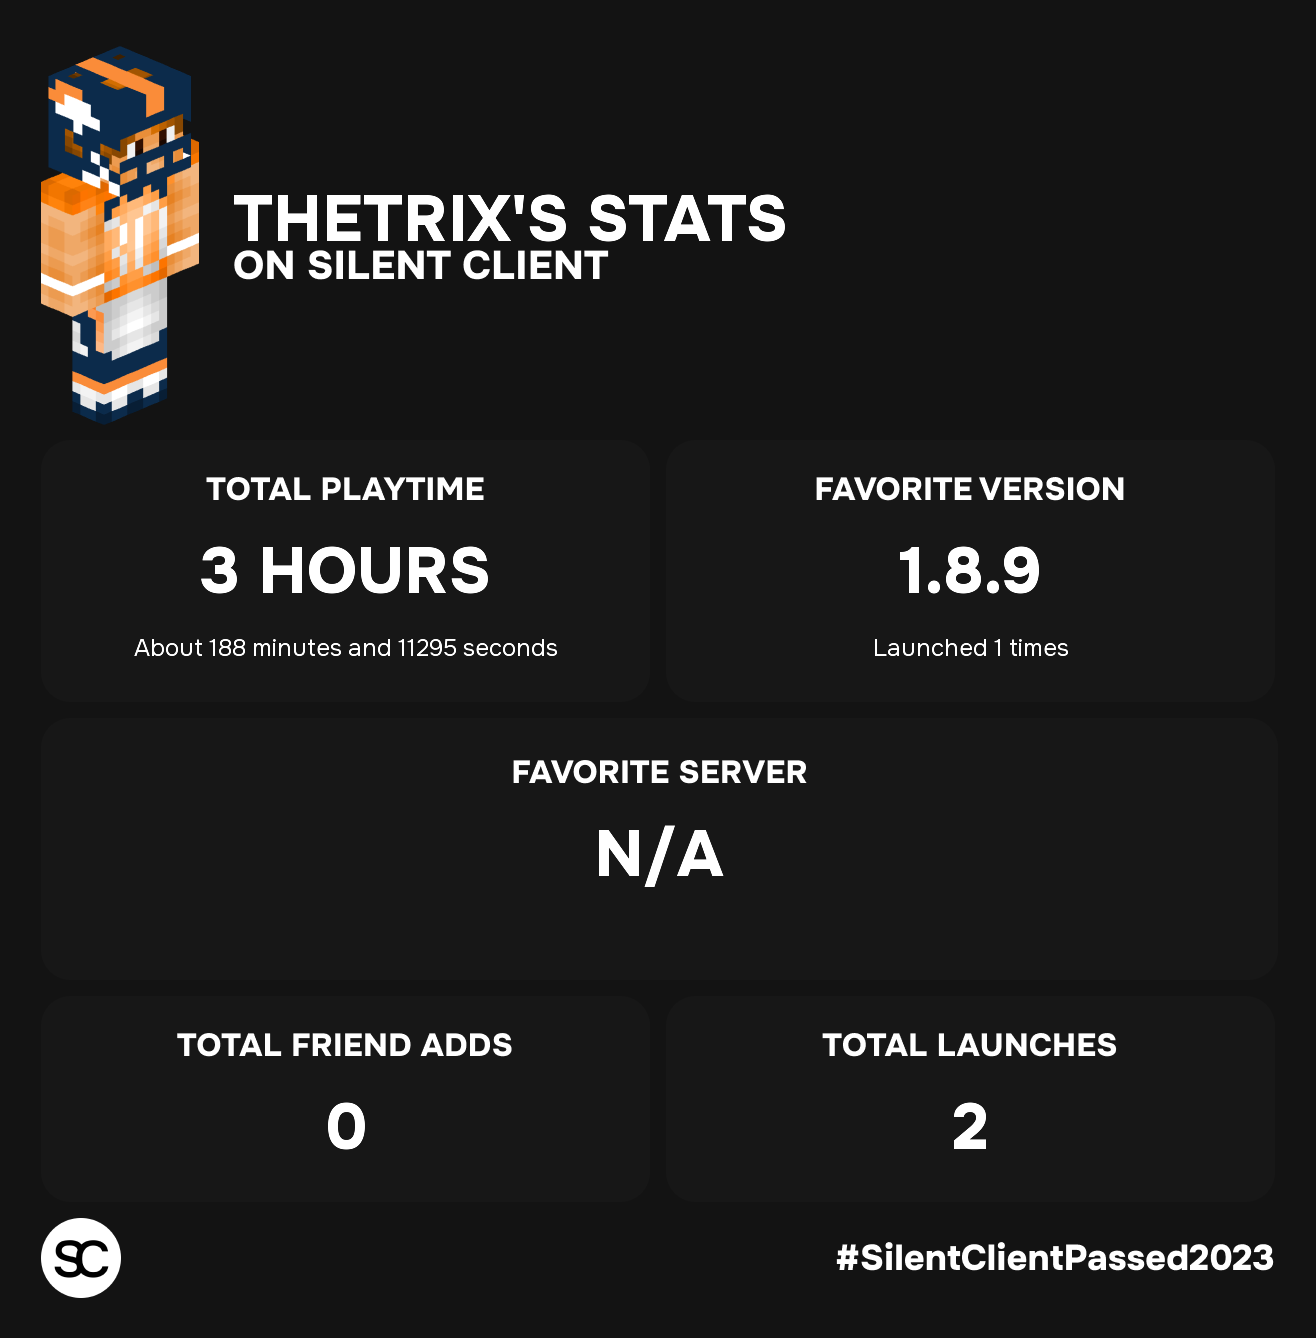 THETRIX'S STATS
ON SILENT CLIENT
TOTAL PLAYTIME
3 HOURS
About 188 minutes and 11295 seconds
FAVORITE VERSION
1.8.9
Launched 1 times
FAVORITE SERVER
N/A
TOTAL FRIEND ADDS
0
TOTAL LAUNCHES
2
SC
#SilentClientPassed2023